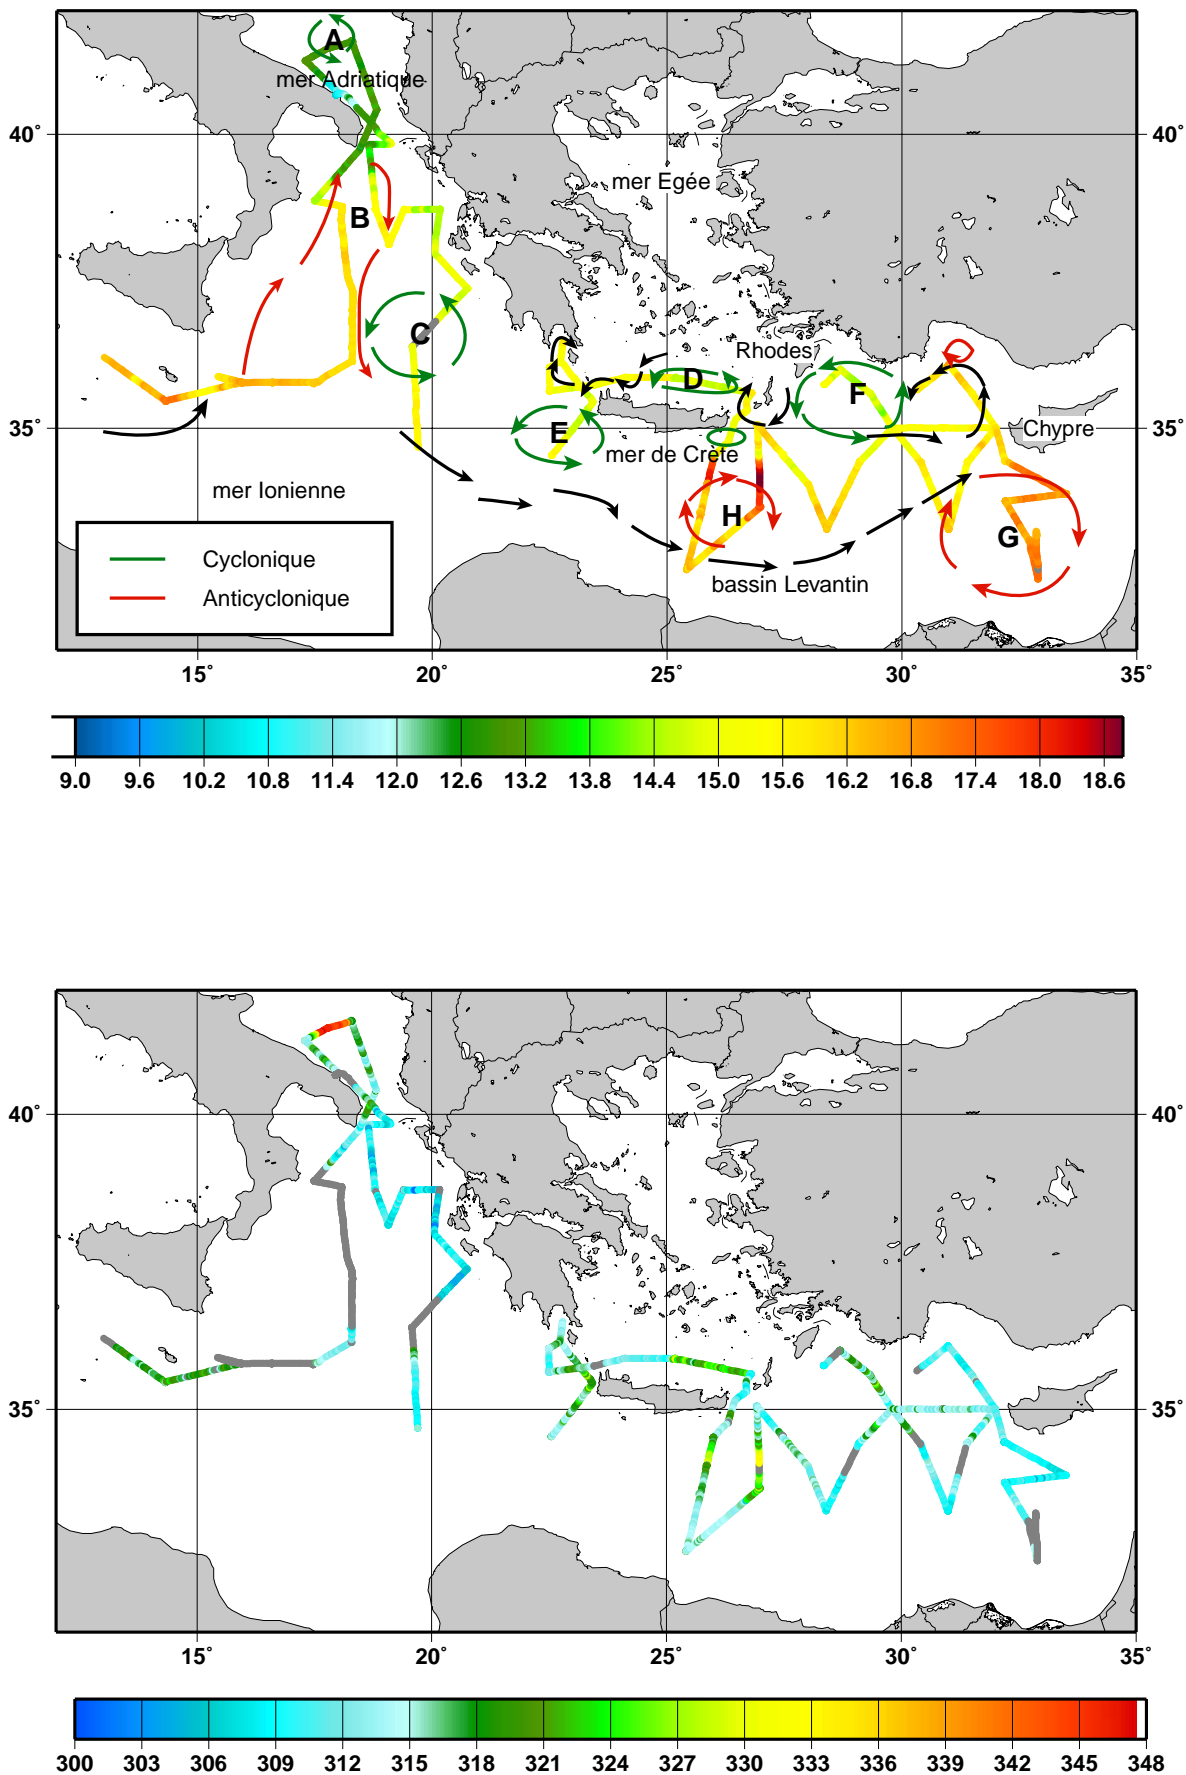 A
mer Adriatique
40°
40°
mer Egée
B
C
Rhodes
D
F
35°
E
Chypre
35°
mer de Crète
mer Ionienne
H
G
Cyclonique
Anticyclonique
bassin Levantin
15° 20° 25° 30° 35°
9.0 9.6 10.2 10.8 11.4 12.0 12.6 13.2 13.8 14.4 15.0 15.6 16.2 16.8 17.4 18.0 18.6
40°
40°
35°
35°
15° 20° 25° 30° 35°
300 303 306 309 312 315 318 321 324 327 330 333 336 339 342 345 348